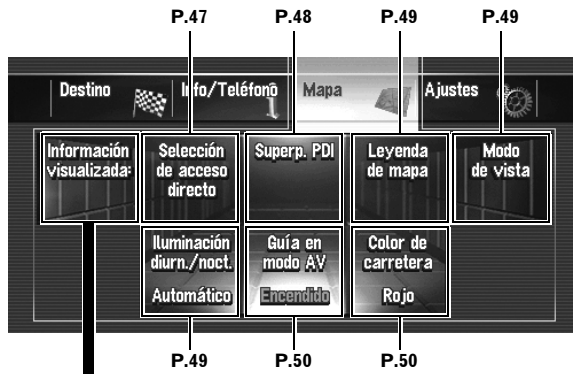 P.47 P.48 P.49 P.49
Destino Info/Teléfono Mapa Ajustes
Información visualizada:
Selección de acceso directo
Superp. PDI
Leyenda de mapa
Modo de vista
Iluminación diurn./noct. Automático
Guía en modo AV Encendido
Color de carretera Rojo
P.49 P.50 P.50